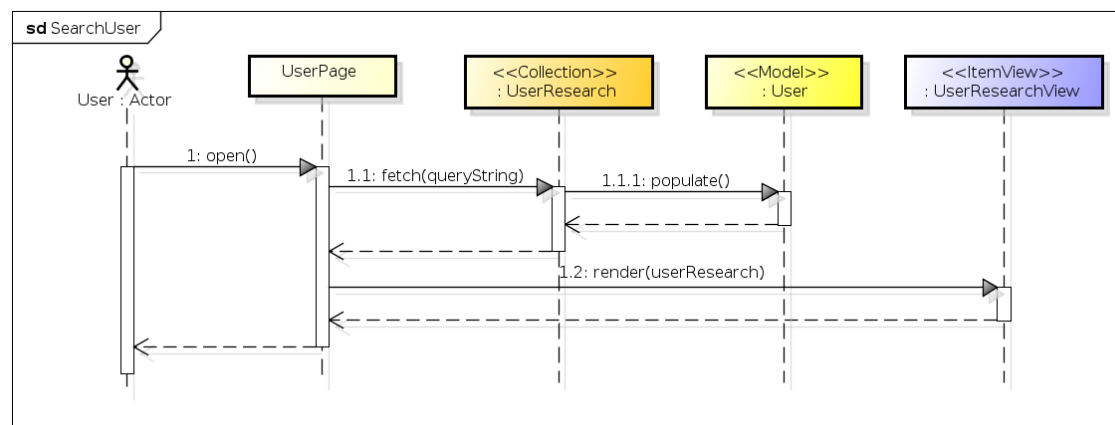 sd SearchUser
User : Actor
UserPage
<<Collection>>
: UserResearch
<<Model>>
: User
<<ItemView>>
: UserResearchView
1: open()
1.1: fetch(queryString)
1.1.1: populate()
1.2: render(userResearch)